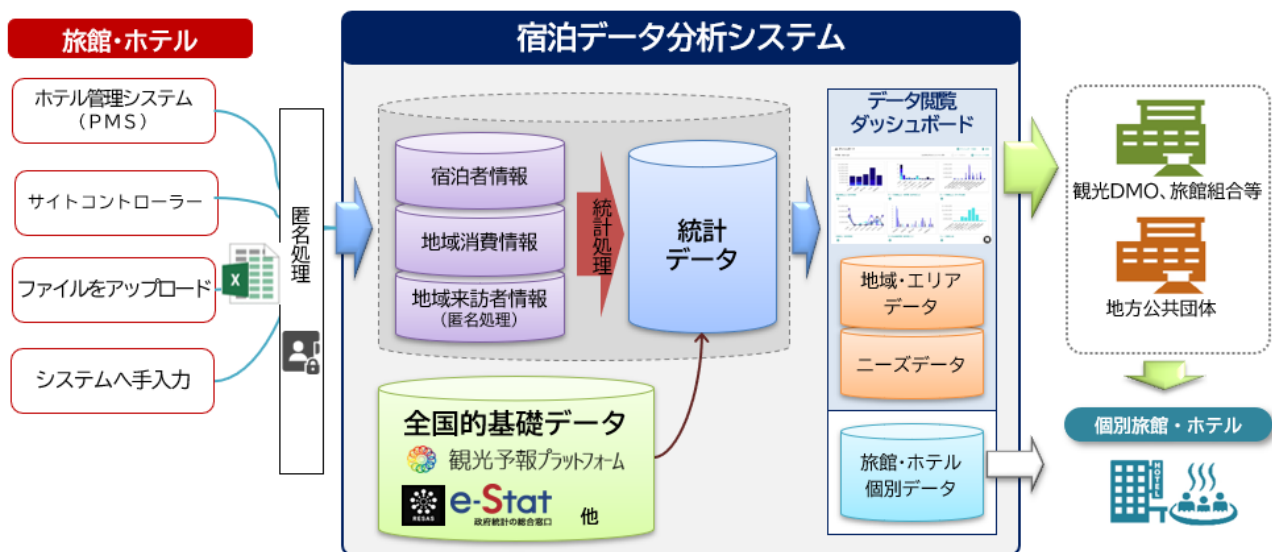 旅館・ホテル
ホテル管理システム
（PMS）
サイトコントローラー
ファイルをアップロード
システムへ手入力
匿名処理
宿泊データ分析システム
宿泊者情報
地域消費情報
地域来訪者情報
(匿名処理)
統計処理
統計
データ
全国的基礎データ
観光予報プラットフォーム
RESAS
e-Stat
政府統計の総合窓口
他
データ閲覧
ダッシュボード
地域・エリア
データ
ニーズデータ
旅館・ホテル
個別データ
観光DMO、旅館組合等
地方公共団体
個別旅館・ホテル
HOTEL